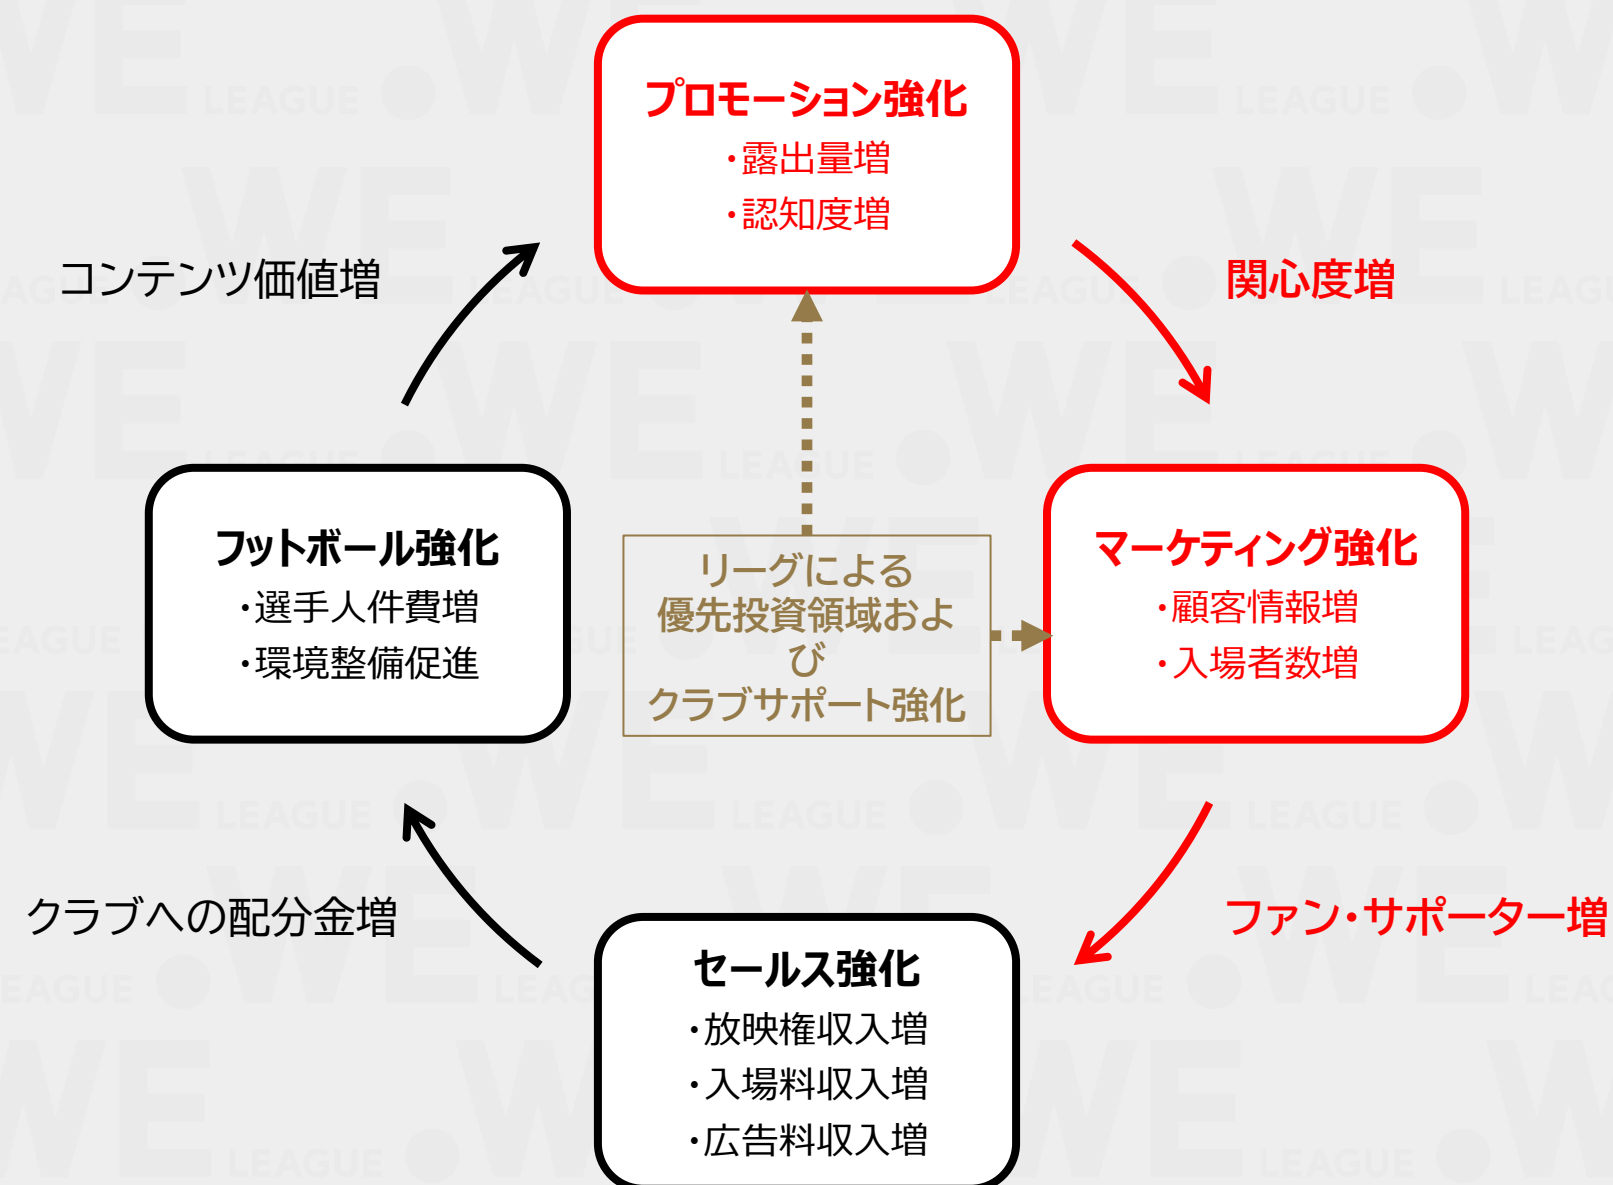 プロモーション強化
・露出量増
・認知度増
コンテンツ価値増
関心度増
フットボール強化
・選手人件費増
・環境整備促進
リーグによる
優先投資領域およ
び
クラブサポート強化
マーケティング強化
・顧客情報増
・入場者数増
クラブへの配分金増
ファン・サポーター増
セールス強化
・放映権収入増
・入場料収入増
・広告料収入増
WE LEAGUE